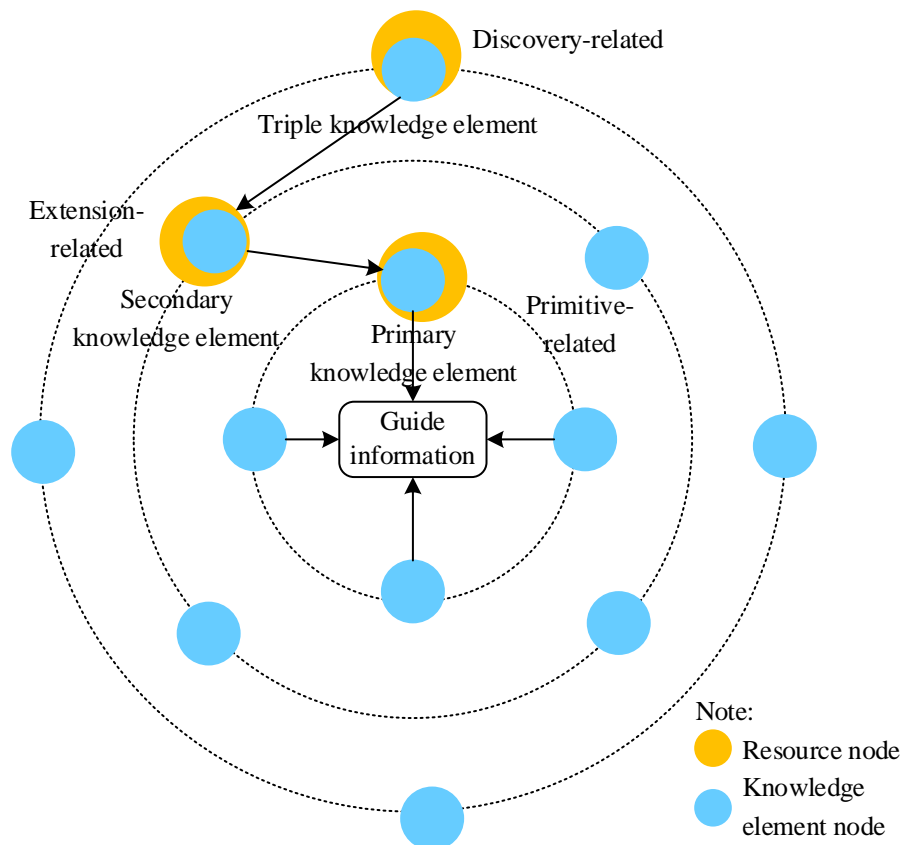 Discovery-related
Triple knowledge element
Extension-
related
Secondary
knowledge element
Primitive-
related
Primary
knowledge element
Guide
information
Note:
Resource node
Knowledge
element node